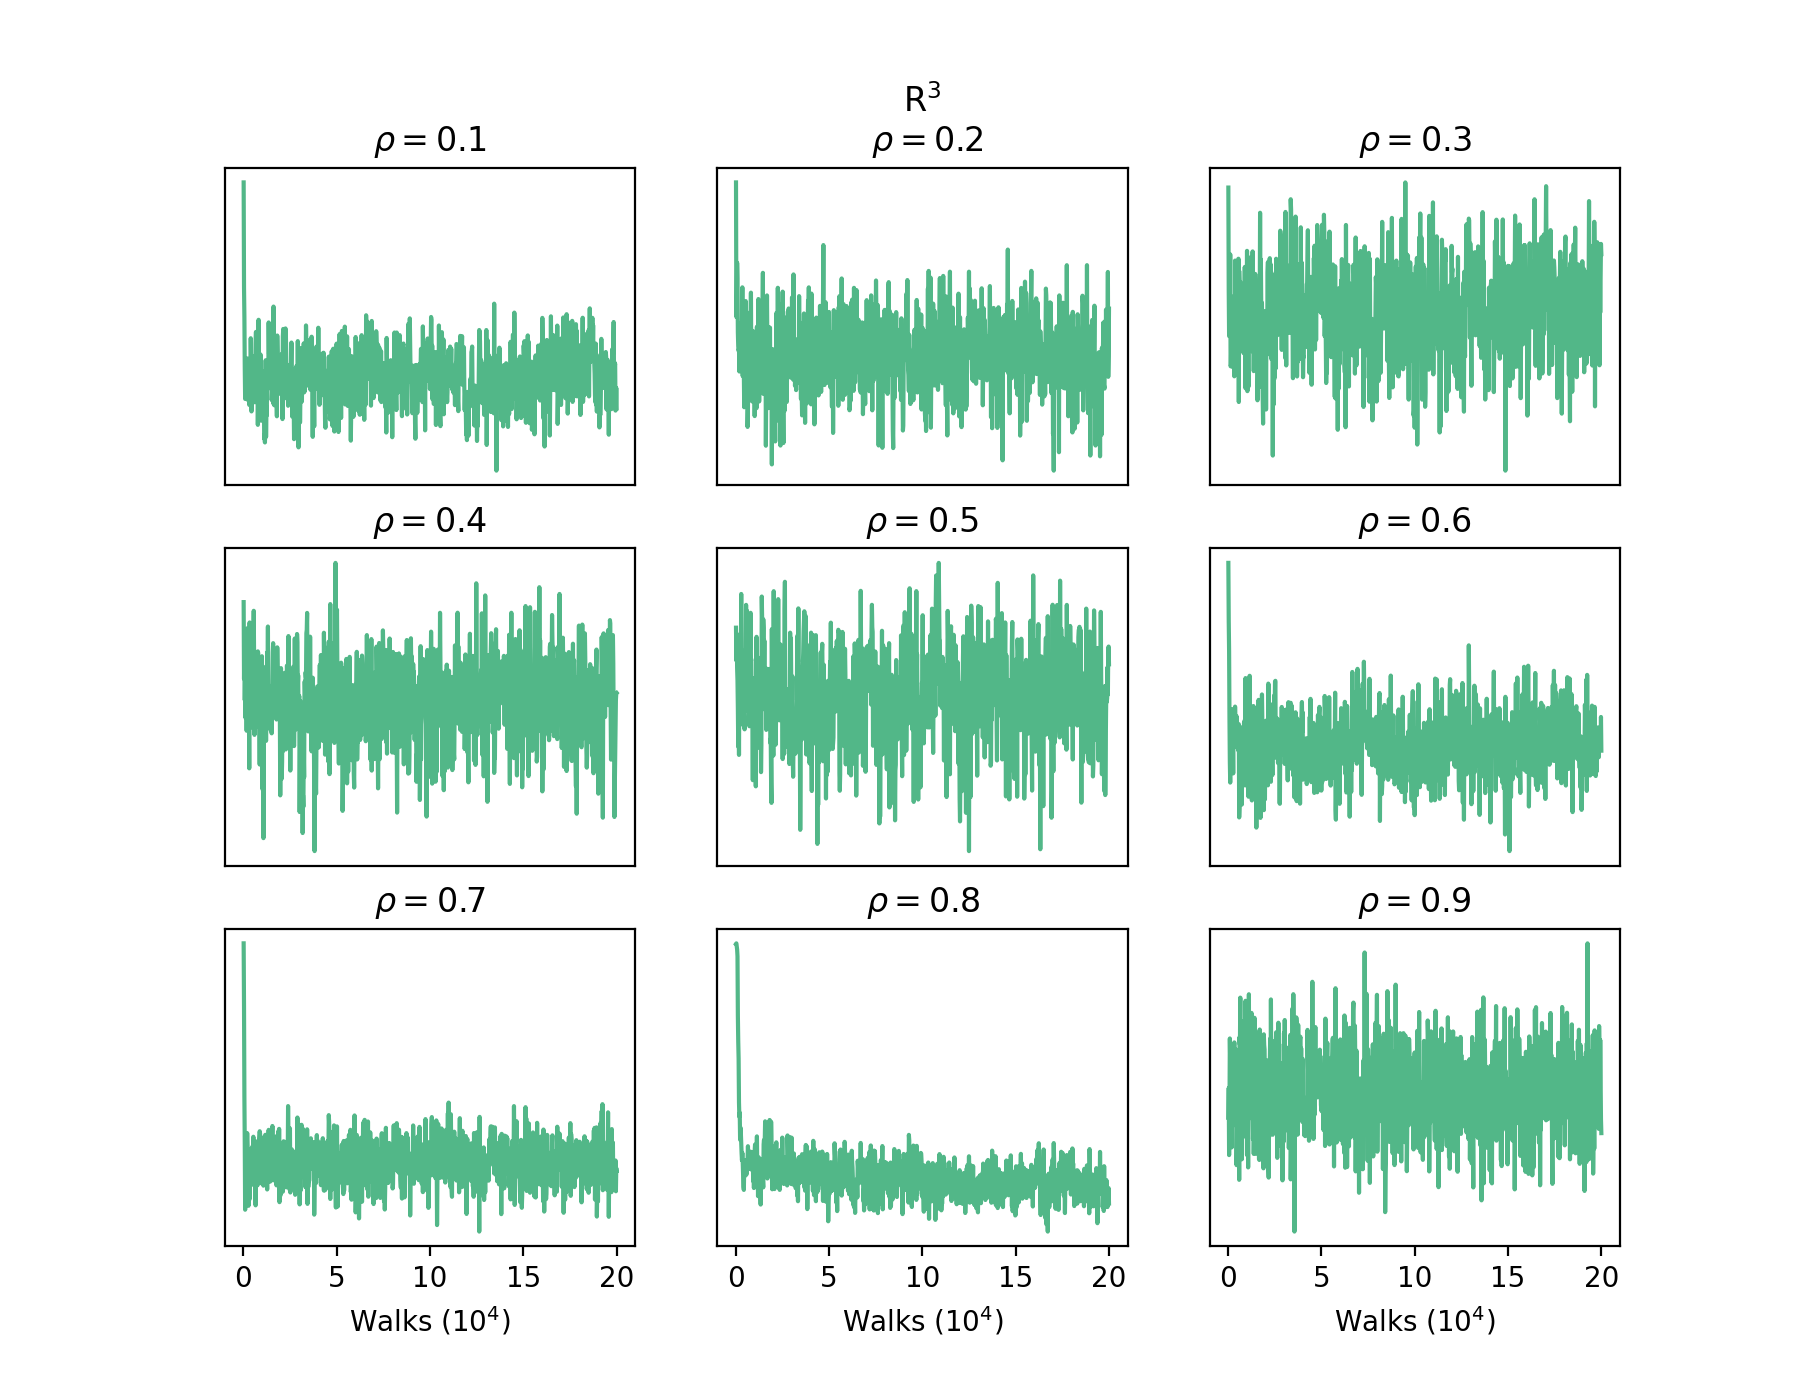 R³
ρ = 0.1
ρ = 0.2
ρ = 0.3
ρ = 0.4
ρ = 0.5
ρ = 0.6
ρ = 0.7
ρ = 0.8
ρ = 0.9
0 5 10 15 20
0 5 10 15 20
0 5 10 15 20
Walks (10⁴)
Walks (10⁴)
Walks (10⁴)